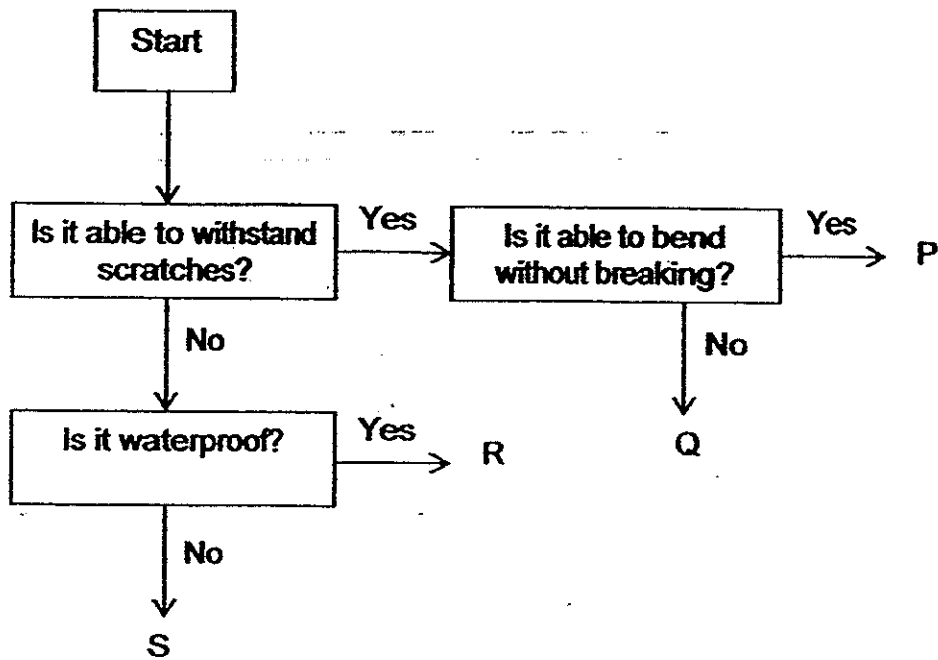 Start
Is it able to withstand
scratches?
Yes
Is it able to bend
without breaking?
Yes
P
No
No
Is it waterproof?
Yes
R
Q
No
S